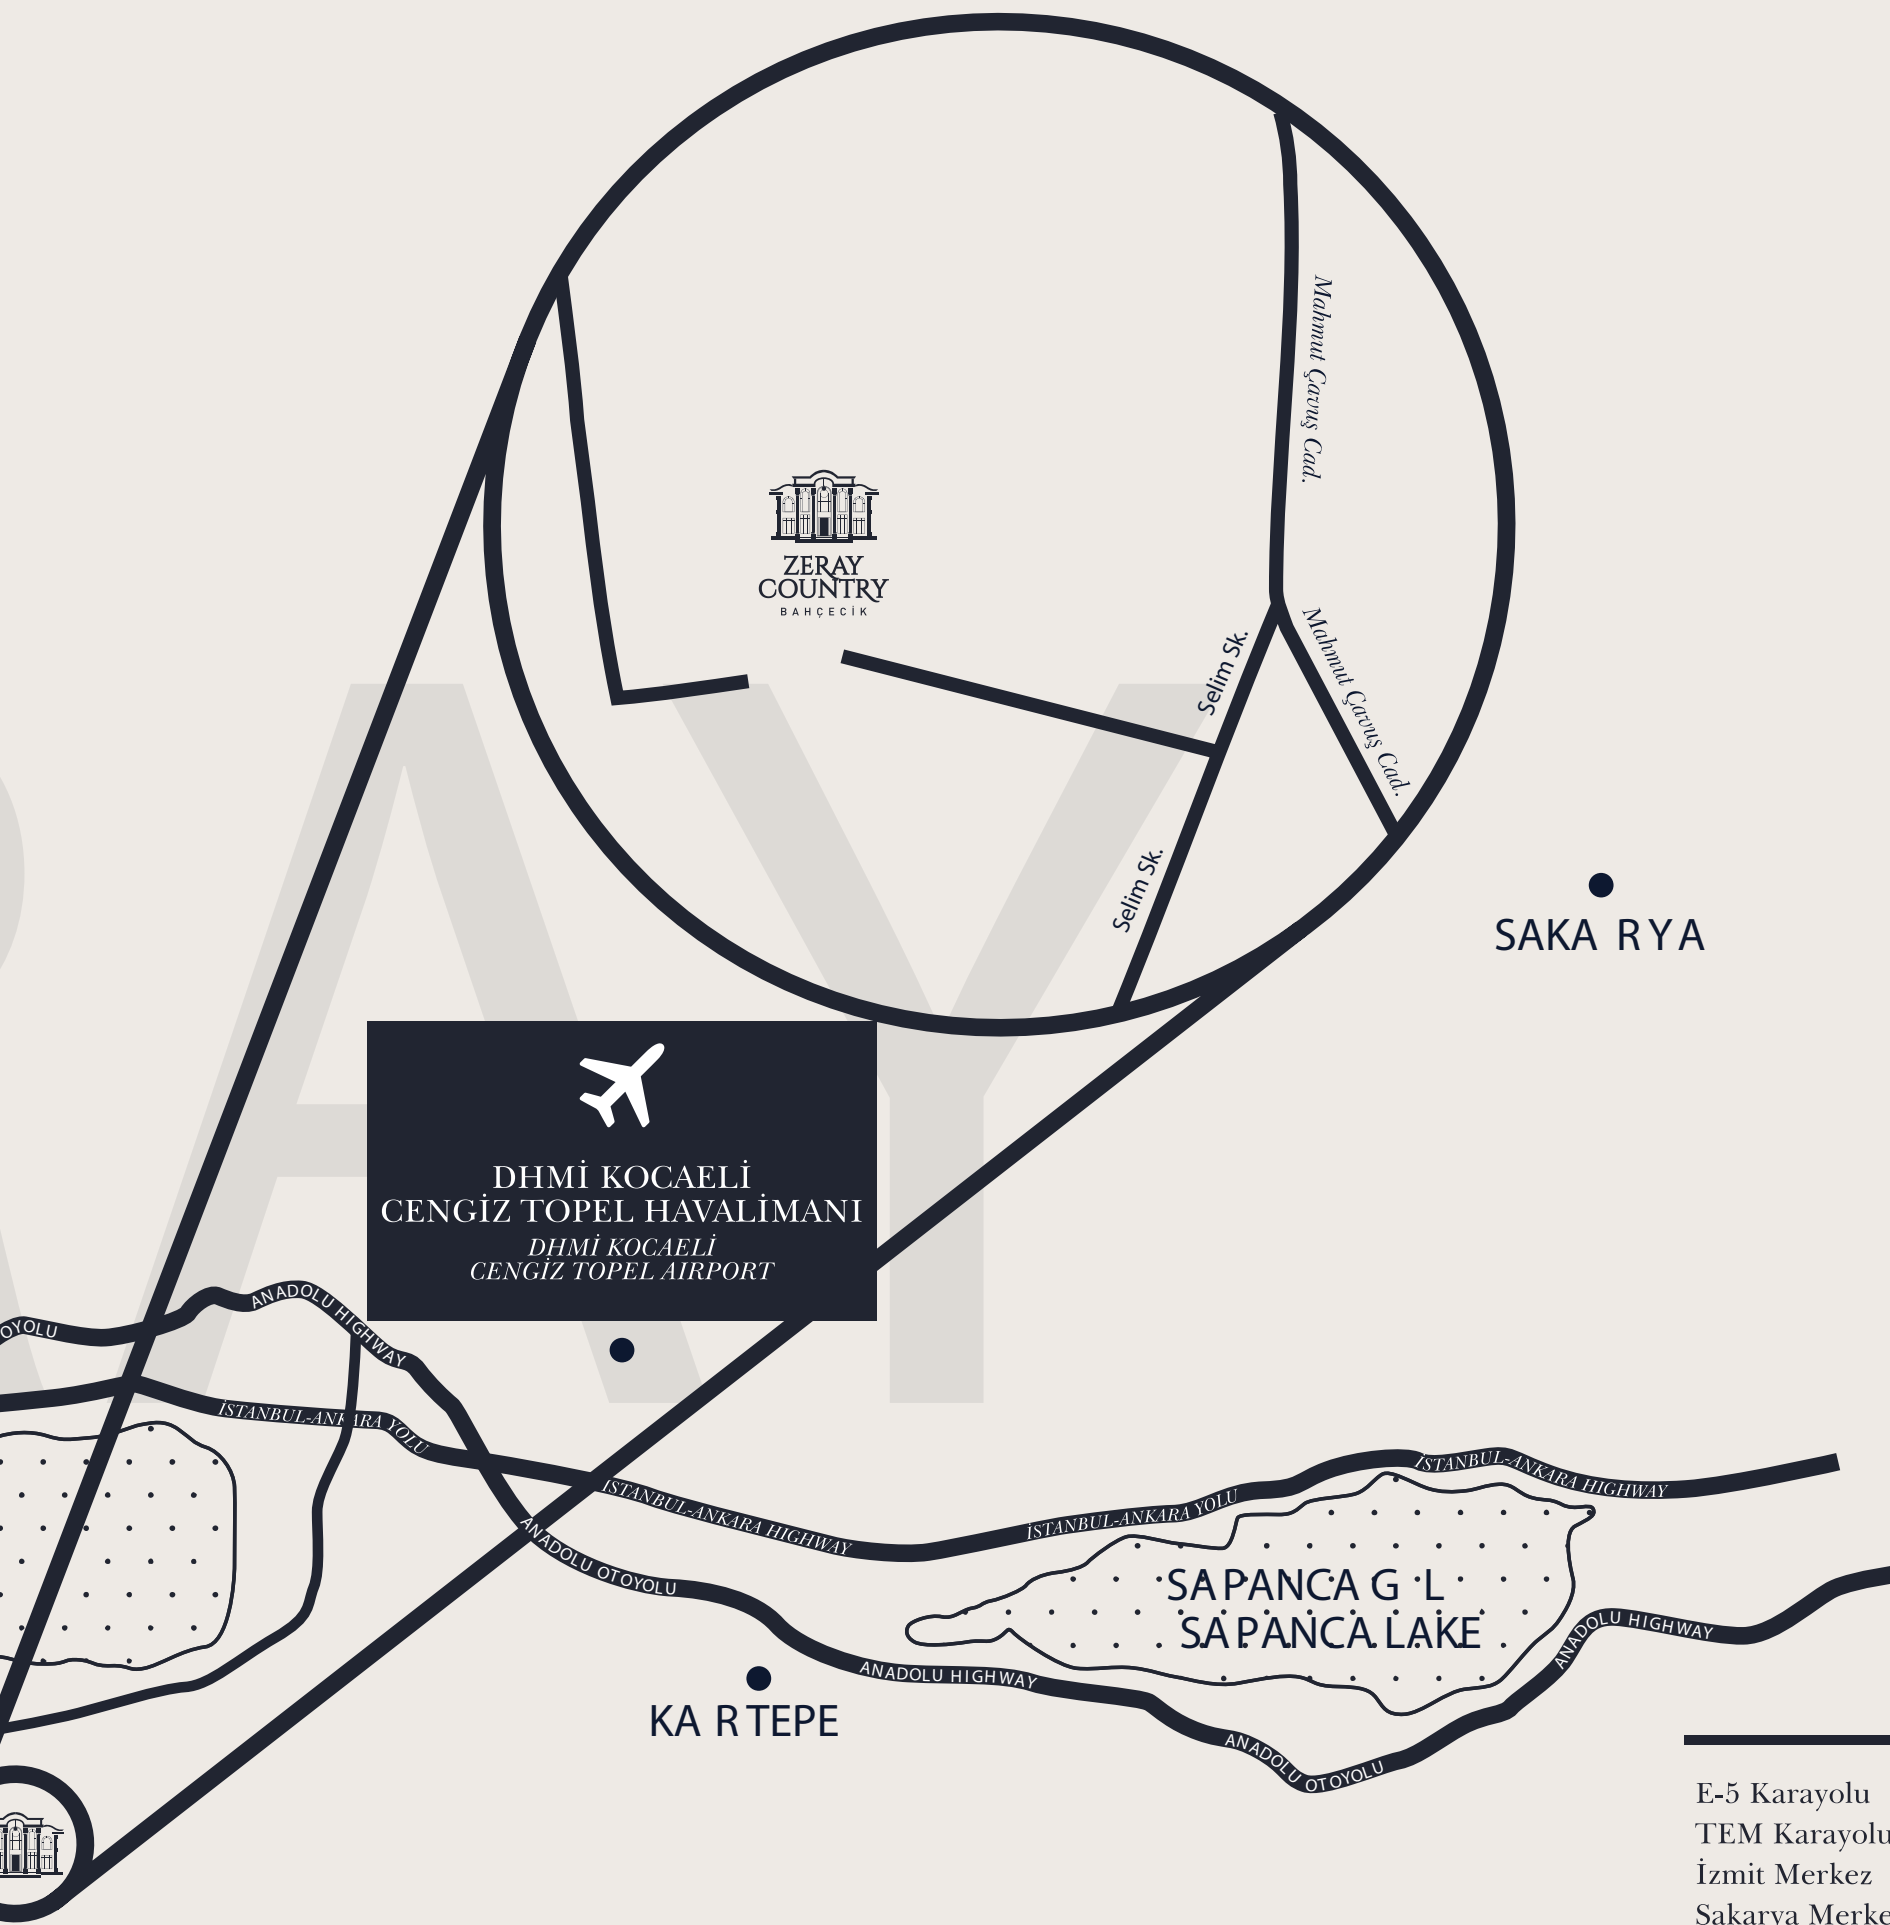 Mahmut Çavuş Cad.
ZERAY
COUNTRY
BAHÇECİK
Selim Sk.
Mahmut Çavuş Cad.
Selim Sk.
SAKA RYA
DHMİ KOCAELİ
CENGİZ TOPEL HAVALİMANI
DHMİ KOCAELİ
CENGİZ TOPEL AIRPORT
ANADOLU HIGHWAY
OYOLU
İSTANBUL-ANKARA YOLU
İSTANBUL-ANKARA HIGHWAY
İSTANBUL-ANKARA YOLU
İSTANBUL-ANKARA HIGHWAY
ANADOLU OTOYOLU
SAPANCA G L
SAPANCA LAKE
ANADOLU HIGHWAY
ANADOLU HIGHWAY
KA RTEPE
ANADOLU OTOYOLU
E-5 Karayolu
TEM Karayolu
İzmit Merkez
Sakarya Merke
AY